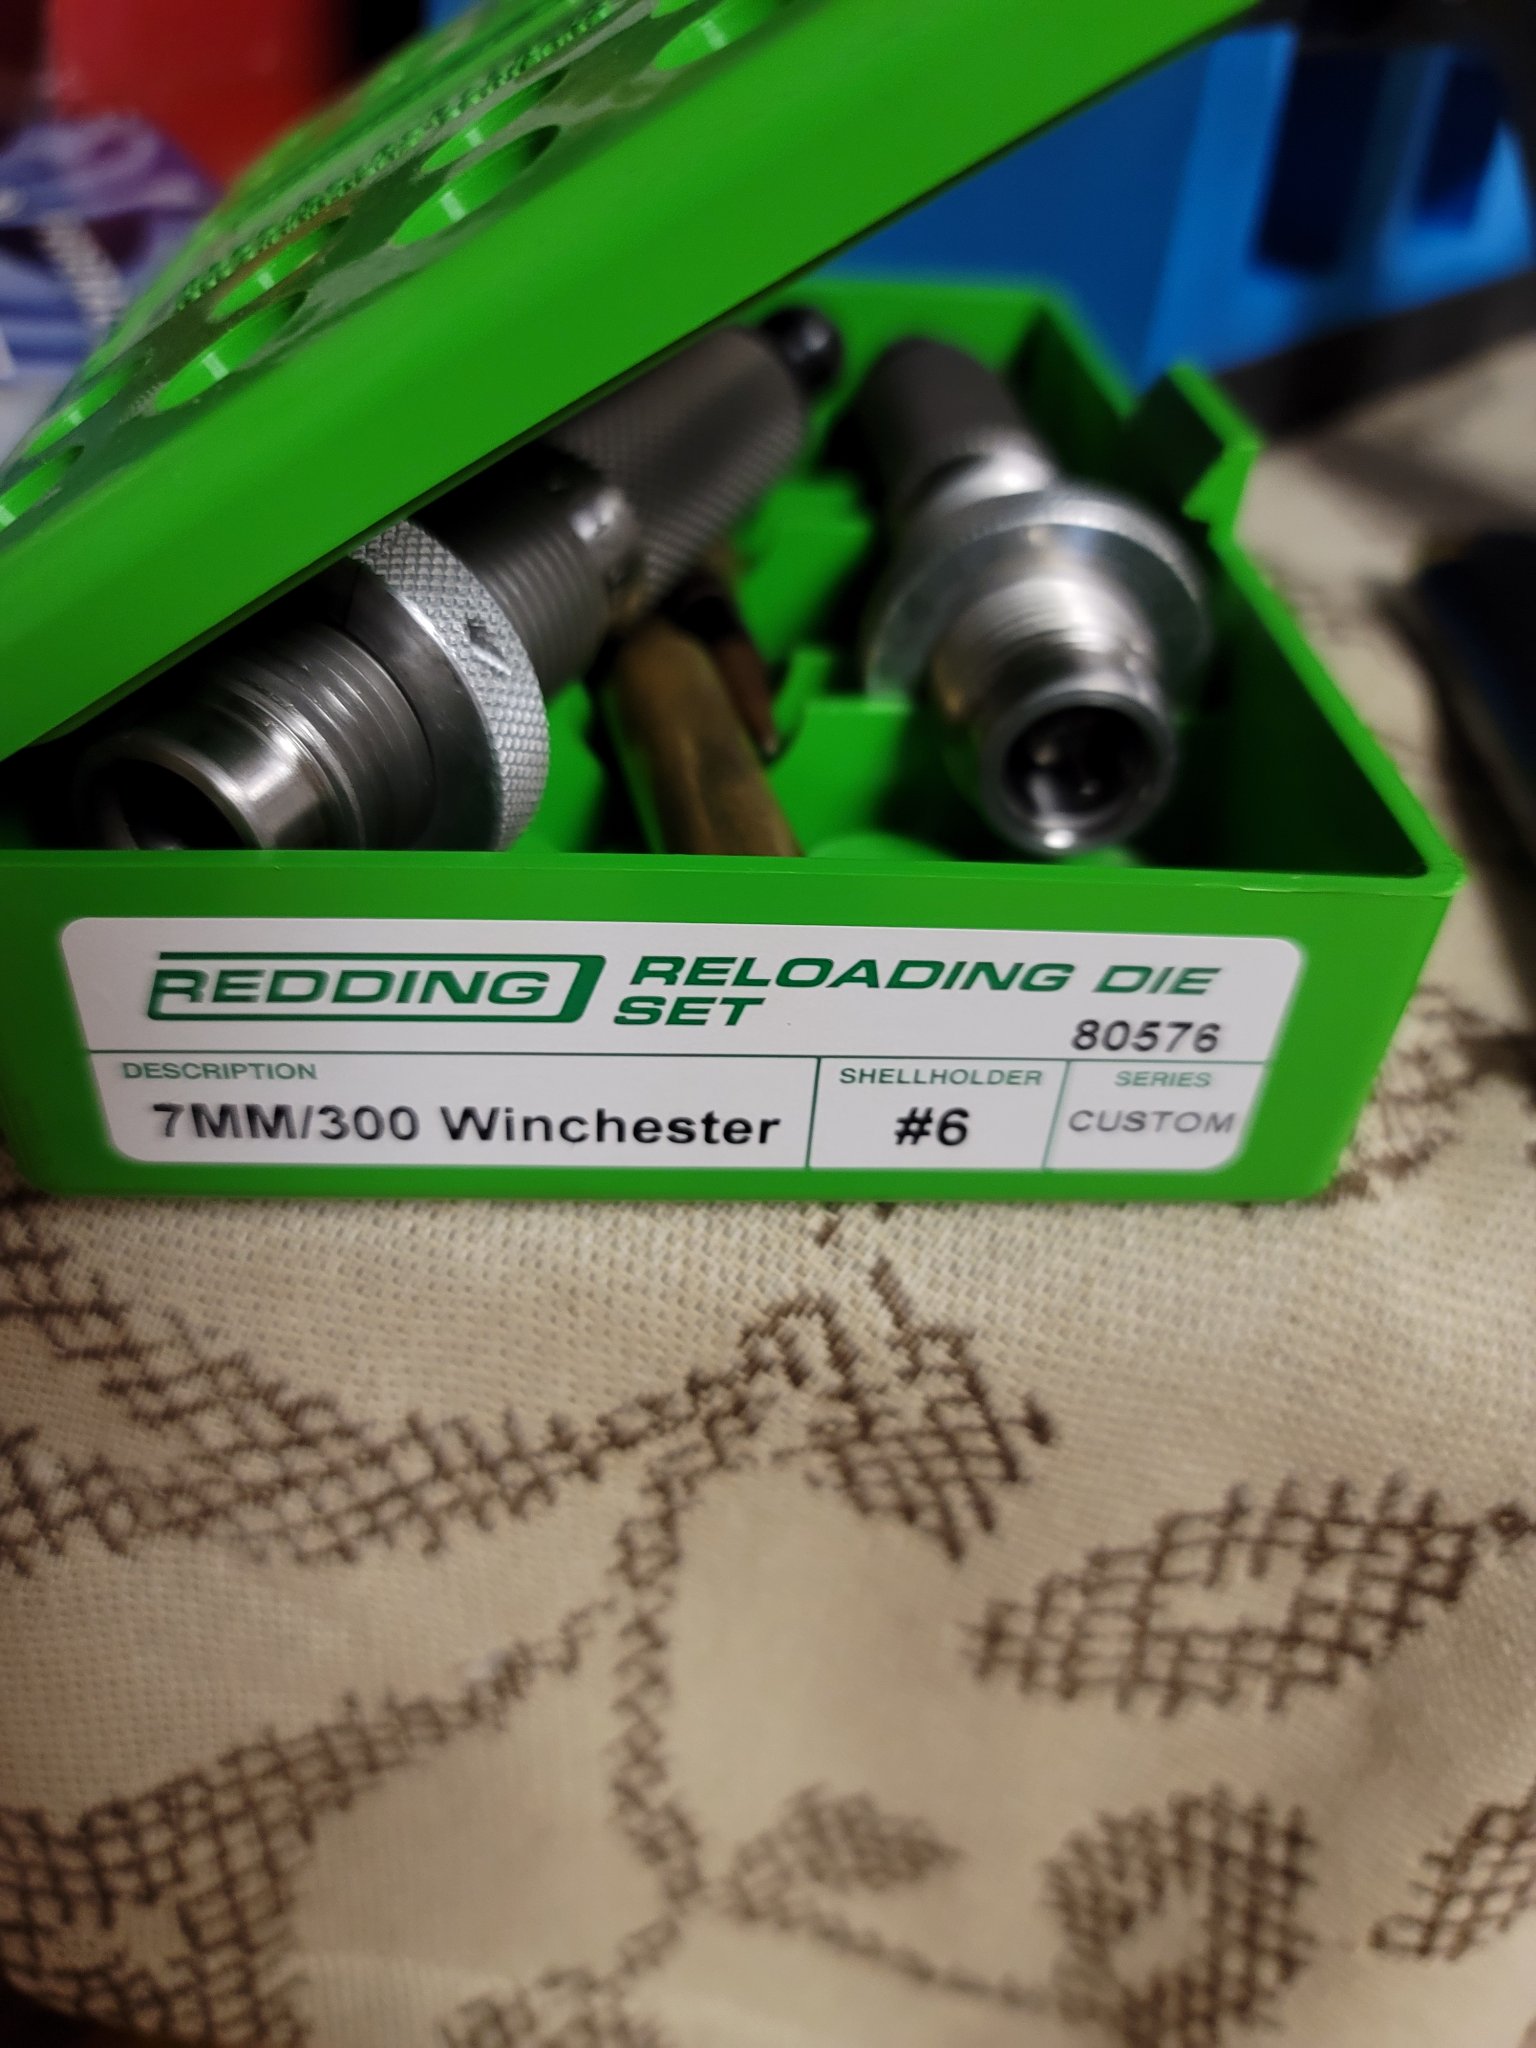 REDDING RELOADING DIE
SET
80576
DESCRIPTION
7MM/300 Winchester
SHELLHOLDER
#6
SERIES
CUSTOM